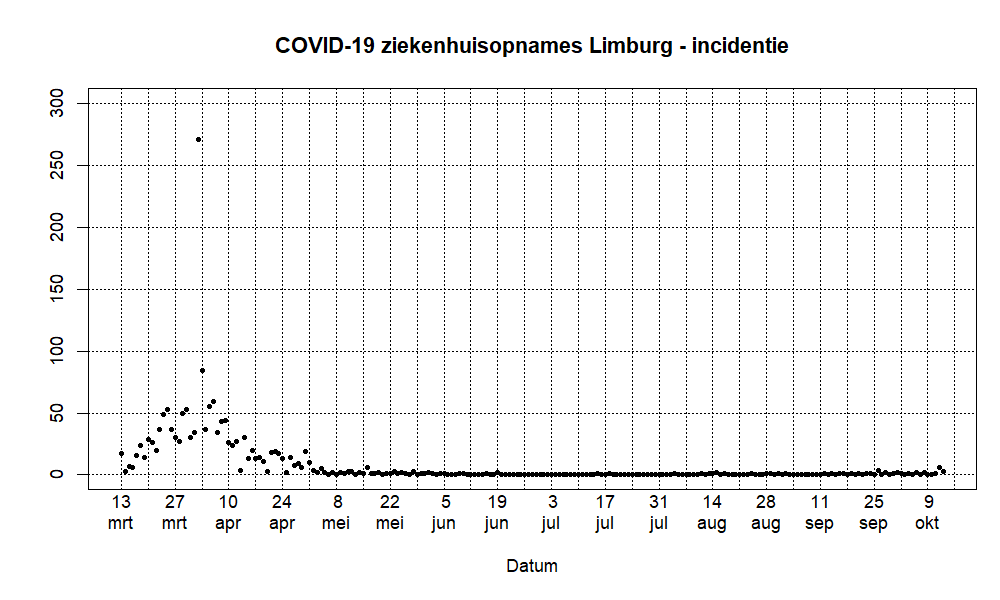 COVID-19 ziekenhuisopnames Limburg - incidentie
300
250
200
150
100
50
0
13 27 10 24 8 22 5 19 3 17 31 14 28 11 25 9
mrt mrt apr apr mei mei jun jun jul jul jul aug aug sep sep okt
Datum